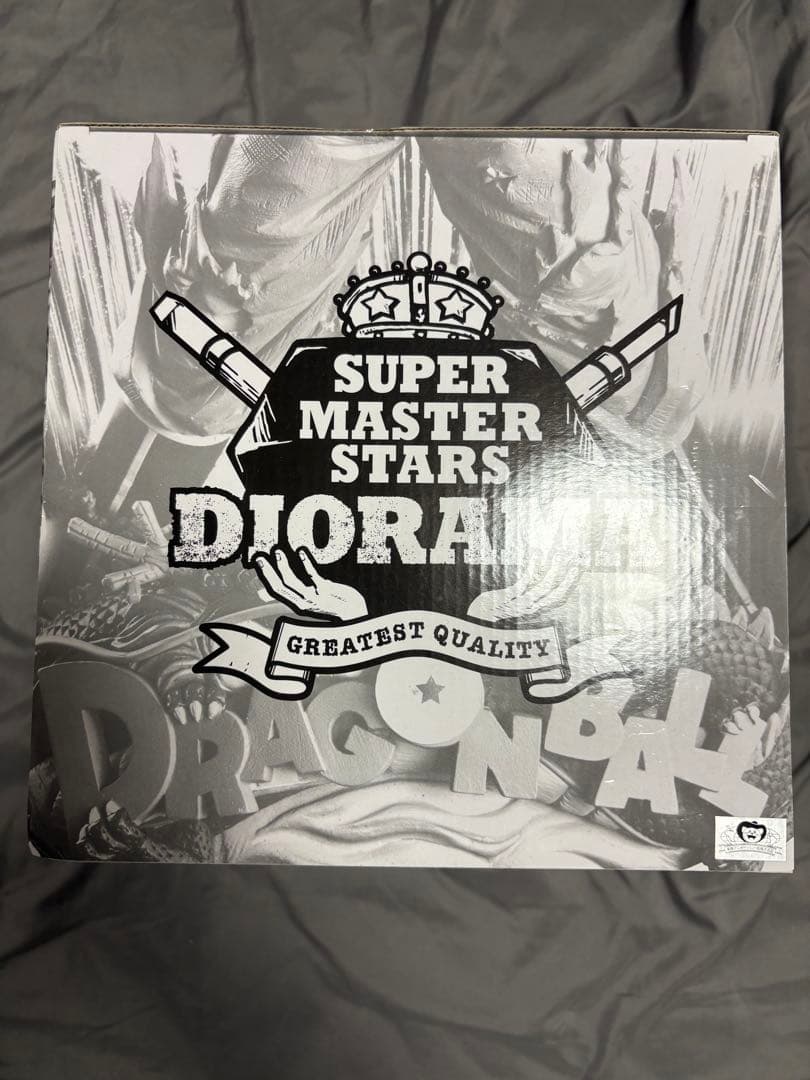 SUPER
MASTER
STARS
DIORAMA
GREATEST QUALITY
DRAGONBALL